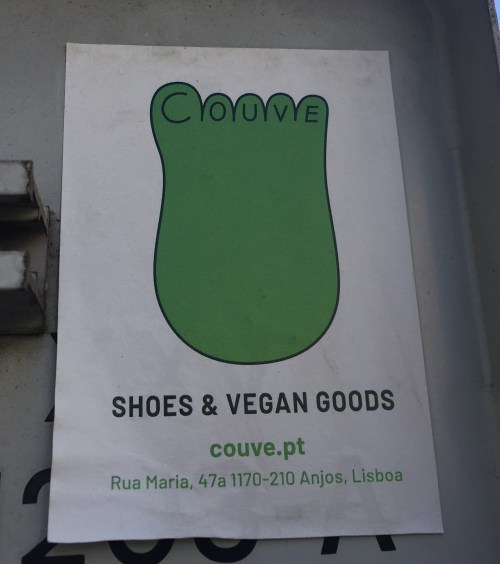 COUVE
SHOES & VEGAN GOODS
couve.pt
Rua Maria, 47a 1170-210 Anjos, Lisboa